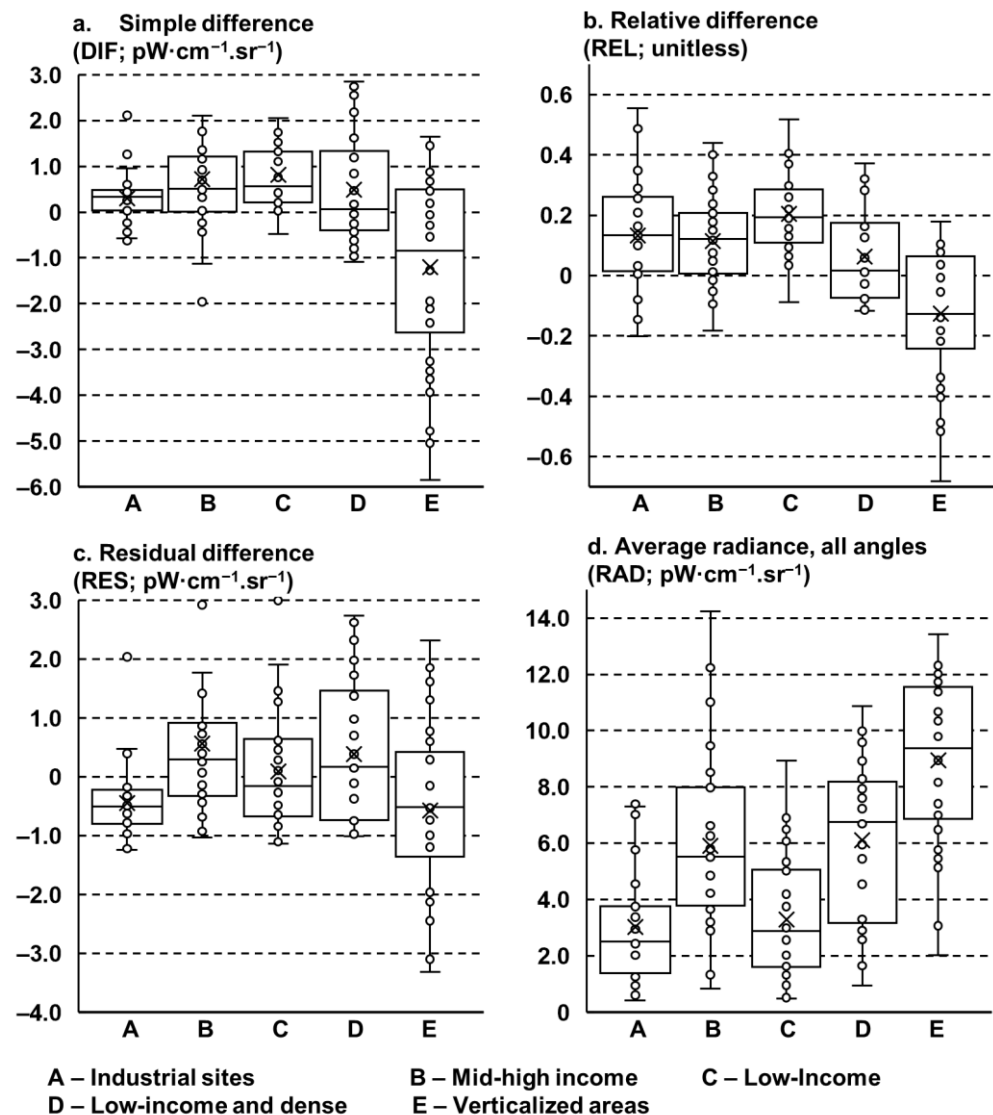 a. Simple difference
(DIF; pW·cm⁻¹.sr⁻¹)
3.0
2.0
1.0
0
–1.0
–2.0
–3.0
–4.0
–5.0
–6.0
A B C D E
b. Relative difference
(REL; unitless)
0.6
0.4
0.2
0
–0.2
–0.4
–0.6
A B C D E
c. Residual difference
(RES; pW·cm⁻¹.sr⁻¹)
3.0
2.0
1.0
0
–1.0
–2.0
–3.0
–4.0
A B C D E
d. Average radiance, all angles
(RAD; pW·cm⁻¹.sr⁻¹)
14.0
12.0
10.0
8.0
6.0
4.0
2.0
0
A B C D E
A – Industrial sites B – Mid-high income C – Low-Income
D – Low-income and dense E – Verticalized areas